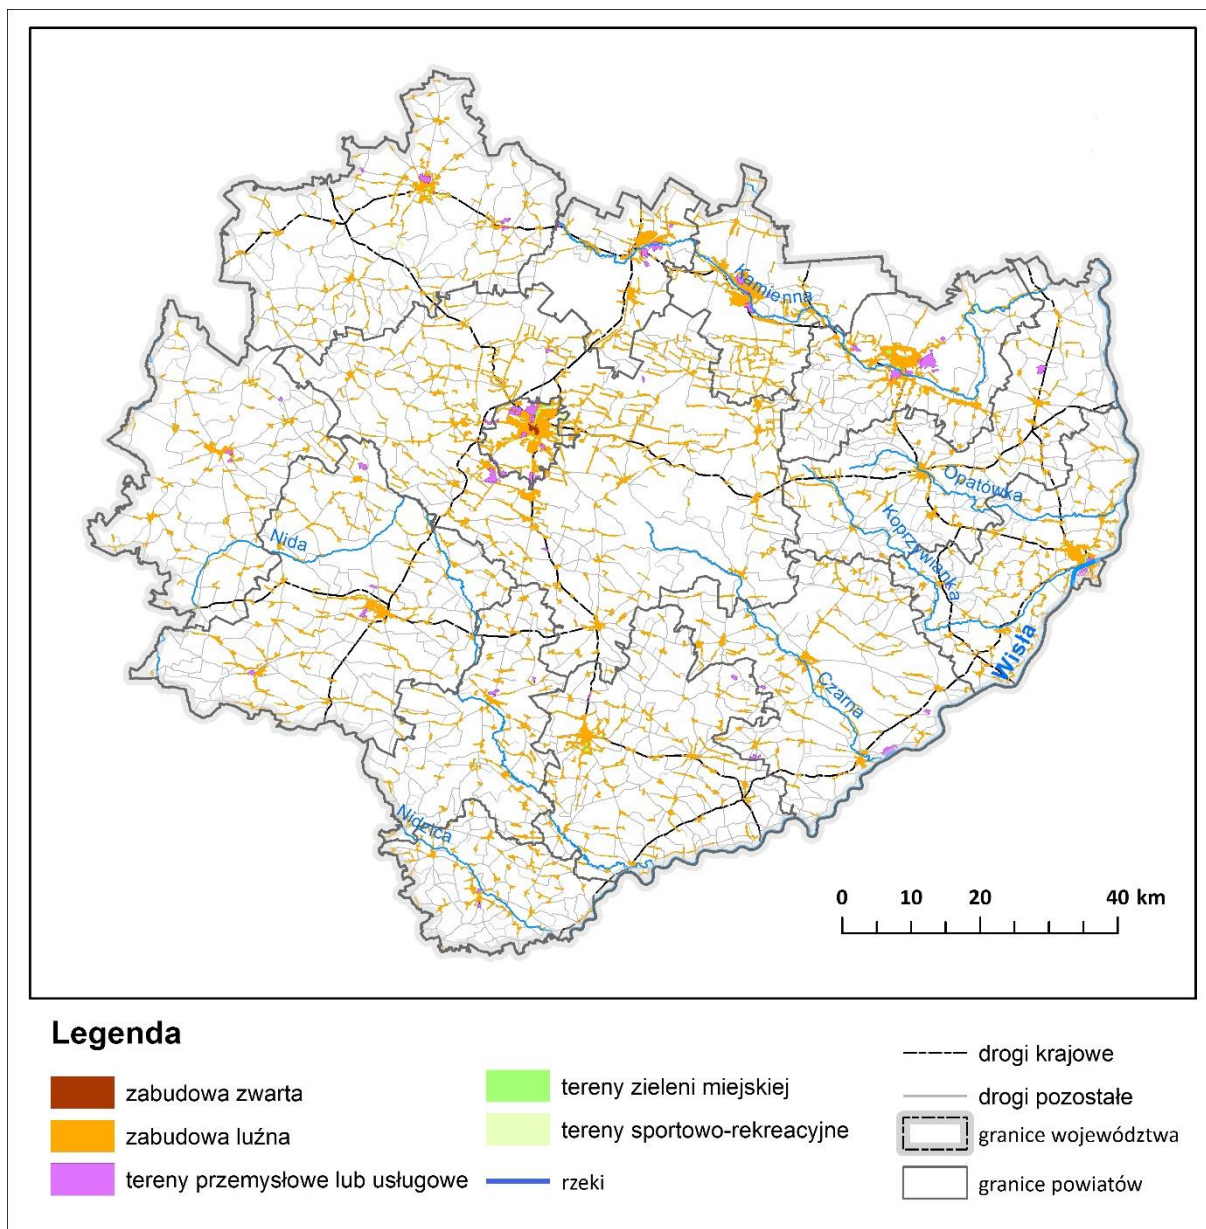 Kamienna
Opatówka
Koprzywianka
Nida
Wisła
Czarna
Nidzica
0 10 20 40 km
Legenda
zabudowa zwarta
zabudowa luźna
tereny przemysłowe lub usługowe
tereny zieleni miejskiej
tereny sportowo-rekreacyjne
rzeki
drogi krajowe
drogi pozostałe
granice województwa
granice powiatów